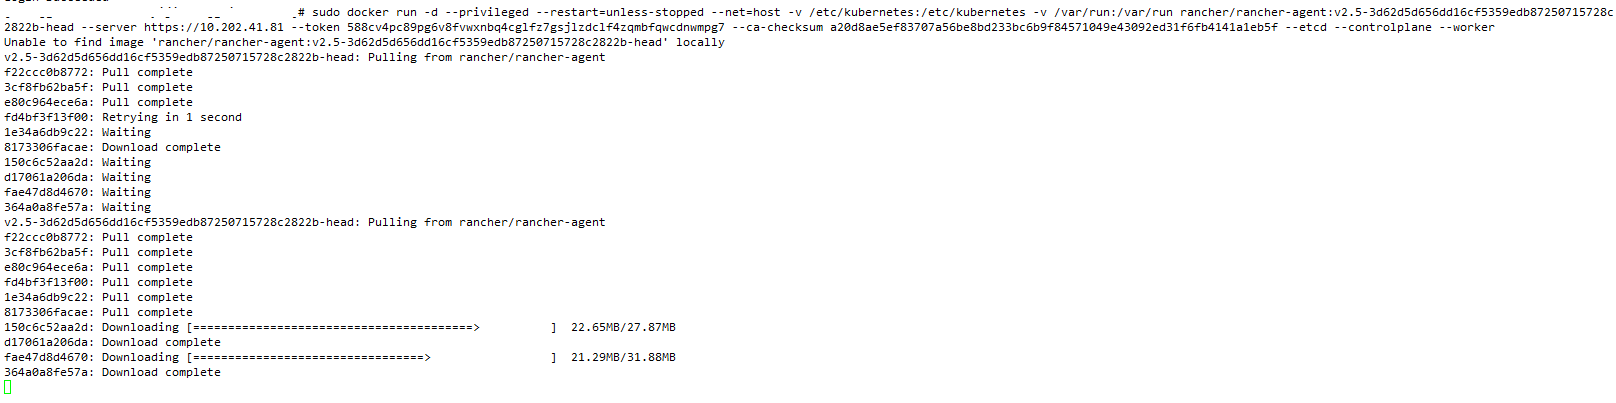 # sudo docker run -d --privileged --restart=unless-stopped --net=host -v /etc/kubernetes:/etc/kubernetes -v /var/run:/var/run rancher/rancher-agent:v2.5-3d62d5d656dd16cf5359edb87250715728c
2822b-head --server https://10.202.41.81 --token 588cv4pc89pg6v8fvwxnbq4cglfz7gsjlzdclf4zqmbfqwcdnwmpg7 --ca-checksum a20d8ae5ef83707a56be8bd233bc6b9f84571049e43092ed31f6fb4141a1eb5f --etcd --controlplane --worker
Unable to find image 'rancher/rancher-agent:v2.5-3d62d5d656dd16cf5359edb87250715728c2822b-head' locally
v2.5-3d62d5d656dd16cf5359edb87250715728c2822b-head: Pulling from rancher/rancher-agent
f22ccc0b8772: Pull complete
3cf8fb62ba5f: Pull complete
e80c964ece6a: Pull complete
fd4bf3f13f00: Retrying in 1 second
1e34a6db9c22: Waiting
8173306facae: Download complete
150c6c52aa2d: Waiting
d17061a206da: Waiting
fae47d8d4670: Waiting
364a0a8fe57a: Waiting
v2.5-3d62d5d656dd16cf5359edb87250715728c2822b-head: Pulling from rancher/rancher-agent
f22ccc0b8772: Pull complete
3cf8fb62ba5f: Pull complete
e80c964ece6a: Pull complete
fd4bf3f13f00: Pull complete
1e34a6db9c22: Pull complete
8173306facae: Pull complete
150c6c52aa2d: Downloading [========================================>          ]  22.65MB/27.87MB
d17061a206da: Download complete
fae47d8d4670: Downloading [=================================>                 ]  21.29MB/31.88MB
364a0a8fe57a: Download complete